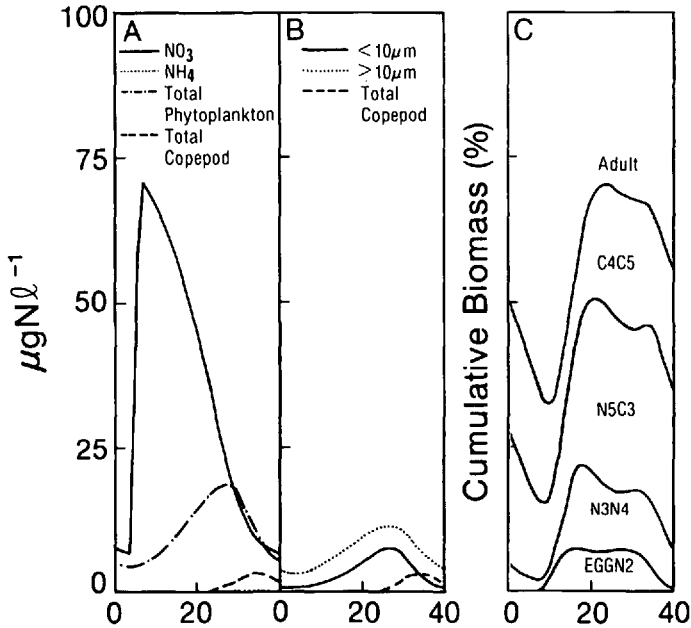 A
NO₃
NH₄
Total
Phytoplankton
Total
Copepod
B
< 10μm
> 10μm
Total
Copepod
C
Adult
C4C5
N5C3
N3N4
EGGN2
μgNℓ⁻¹
100
75
50
25
0
0 20 0 20 40
Cumulative Biomass (%)
0 20 40